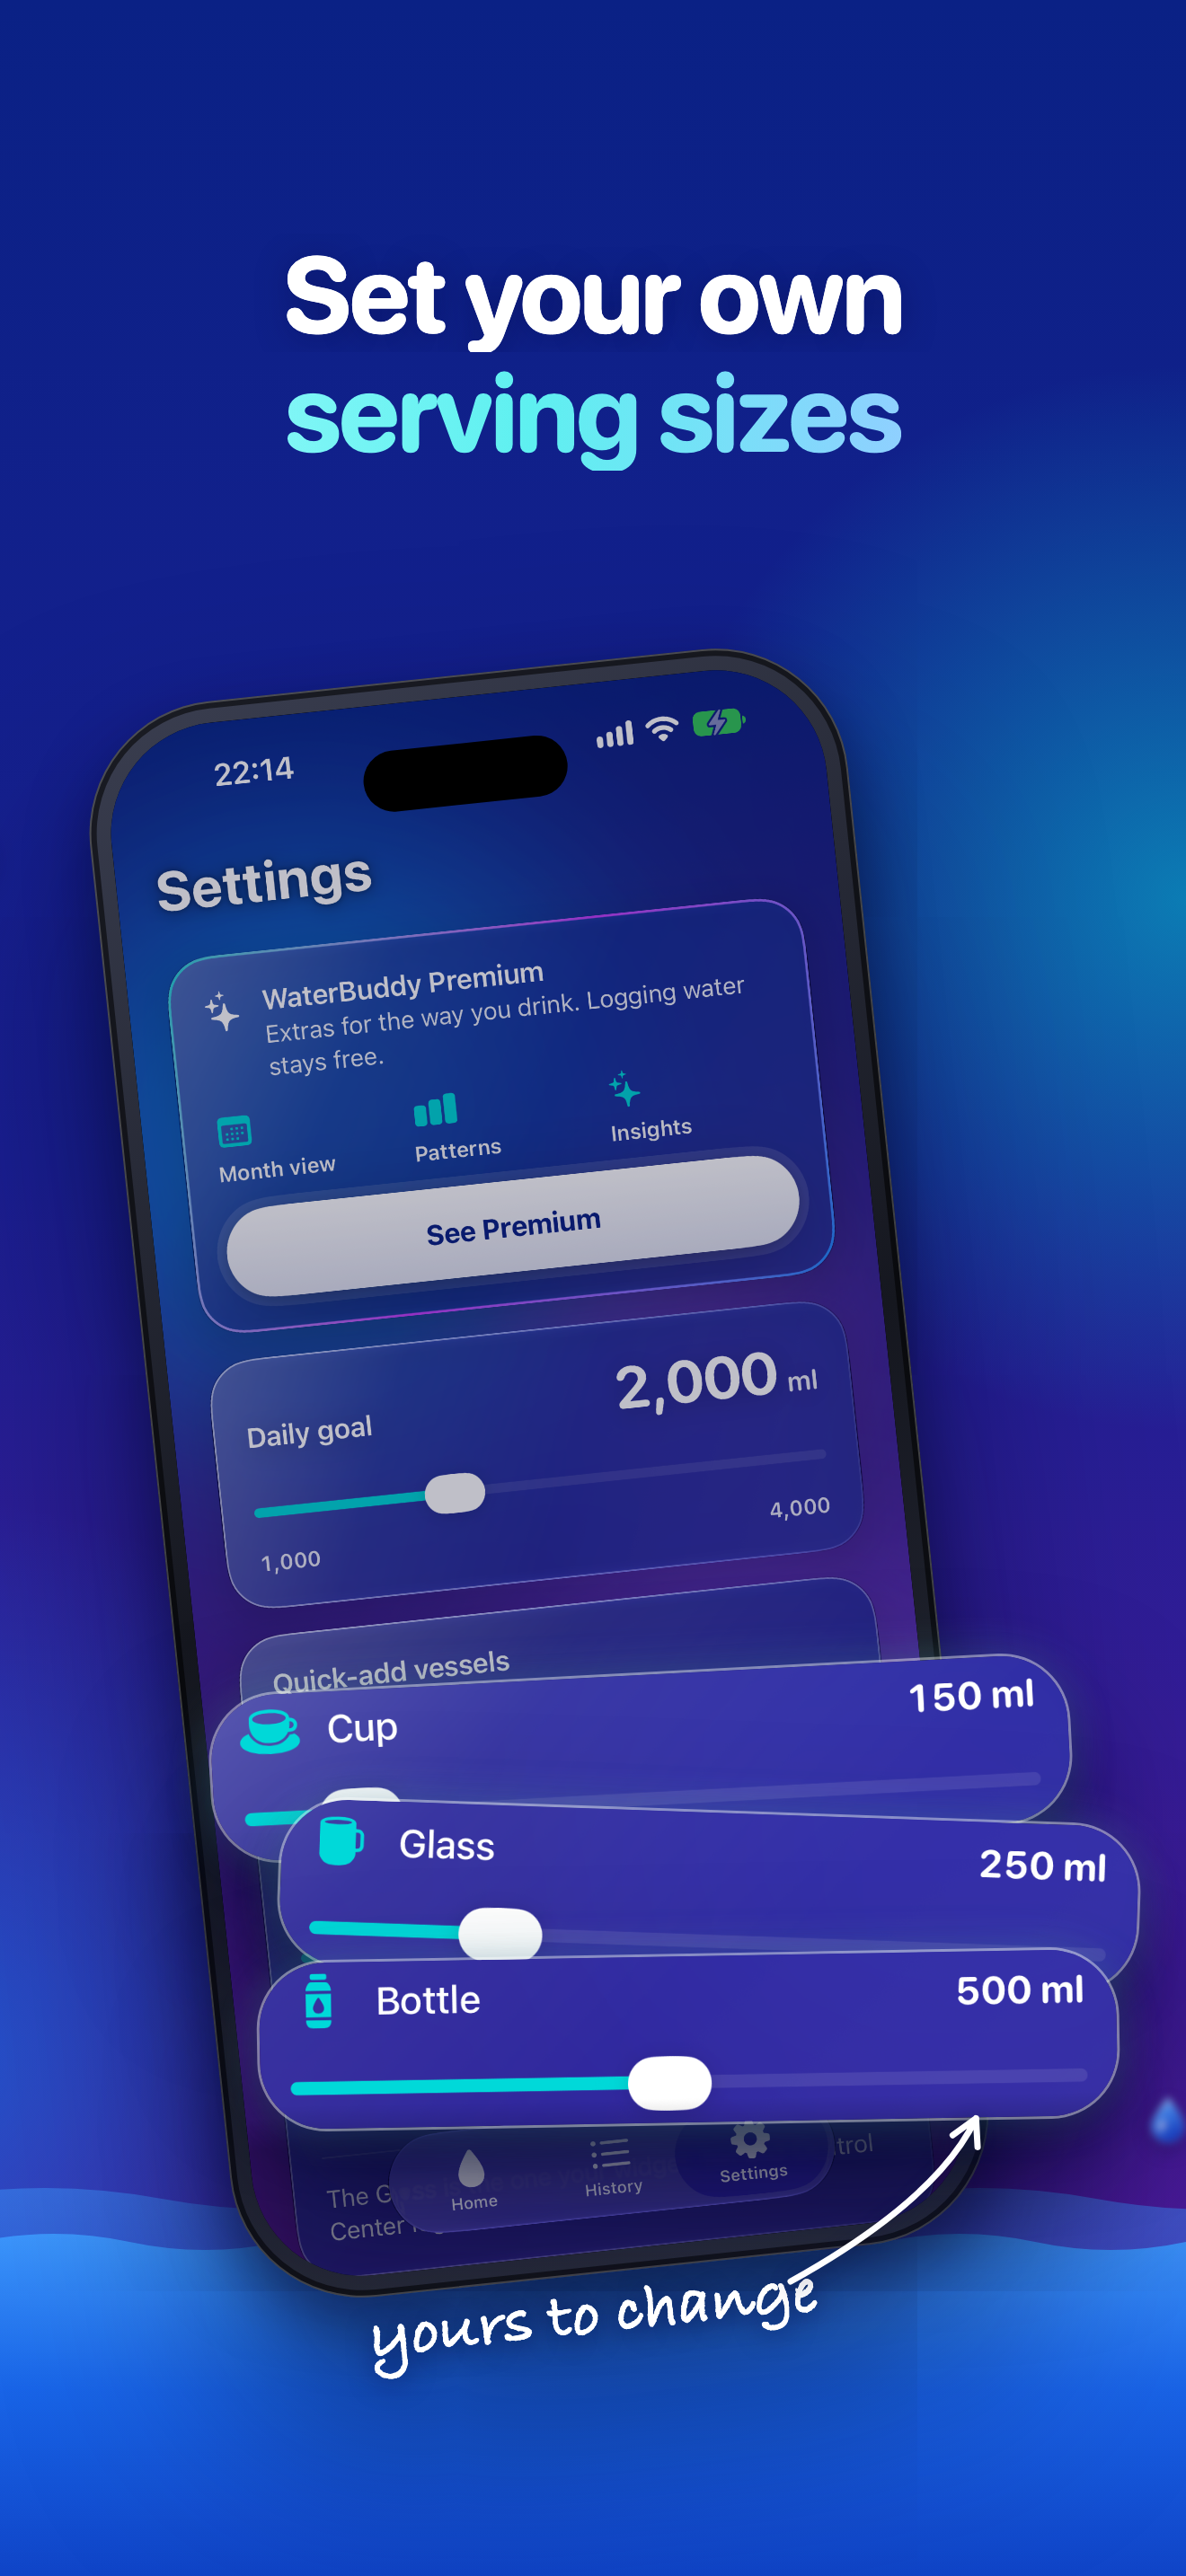 Set your own
serving sizes
22:14
Settings
WaterBuddy Premium
Extras for the way you drink. Logging water
stays free.
Month view
Patterns
Insights
See Premium
Daily goal
2,000 ml
1,000
4,000
Quick-add vessels
Cup
150 ml
Glass
250 ml
Bottle
500 ml
The
Center
Home
History
Settings
yours to change